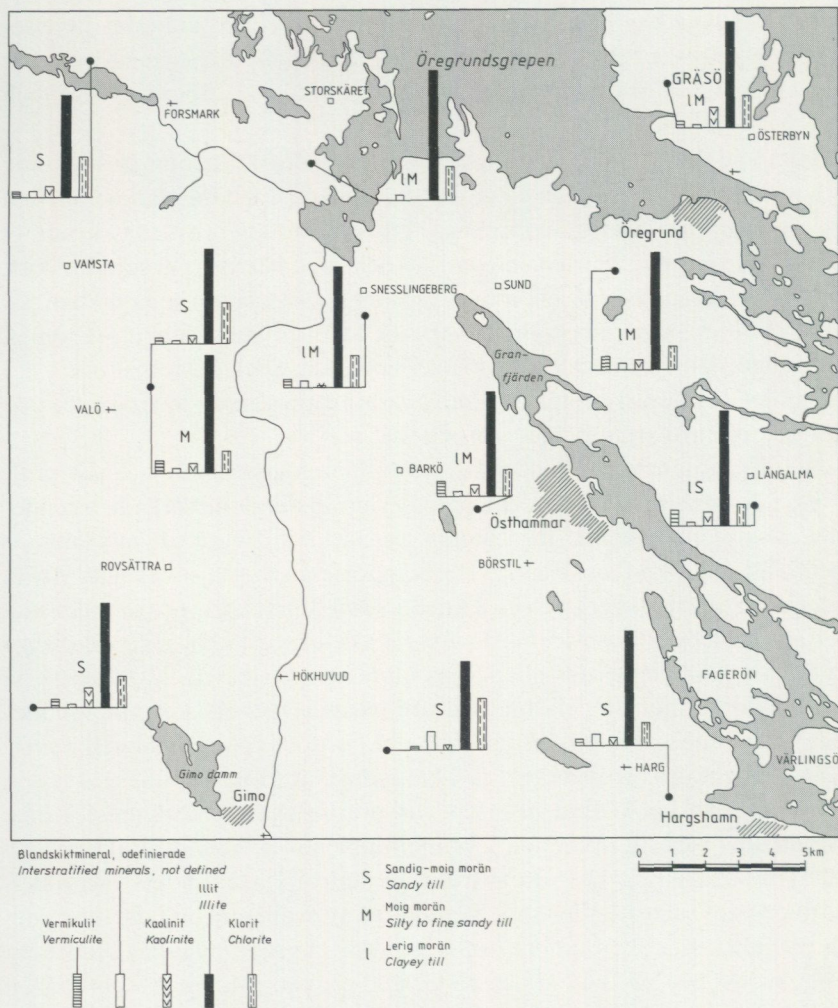 Öregrundsgrepen
GRÄSÖ
STORSKÄRET
FORSMARK
lM
ÖSTERBYN
S
lM
Öregrund
VAMSTA
SNESSLINGEBERG
SUND
S
lM
lM
Gran-
fjärden
VALÖ
M
lM
BARKÖ
lS
LÅNGALMA
Östhammar
BÖRSTIL
ROVSÄTTRA
S
HÖKHUVUD
S
S
FAGERÖN
VÄRLINGSÖ
HARG
Gimo damm
Gimo
Hargshamn
0 1 2 3 4 5km
Blandskiktmineral, odefinierade
Interstratified minerals, not defined
Illit
Illite
Vermikulit
Vermiculite
Kaolinit
Kaolinite
Klorit
Chlorite
S Sandig-moig morän
Sandy till
M Moig morän
Silty to fine sandy till
l Lerig morän
Clayey till